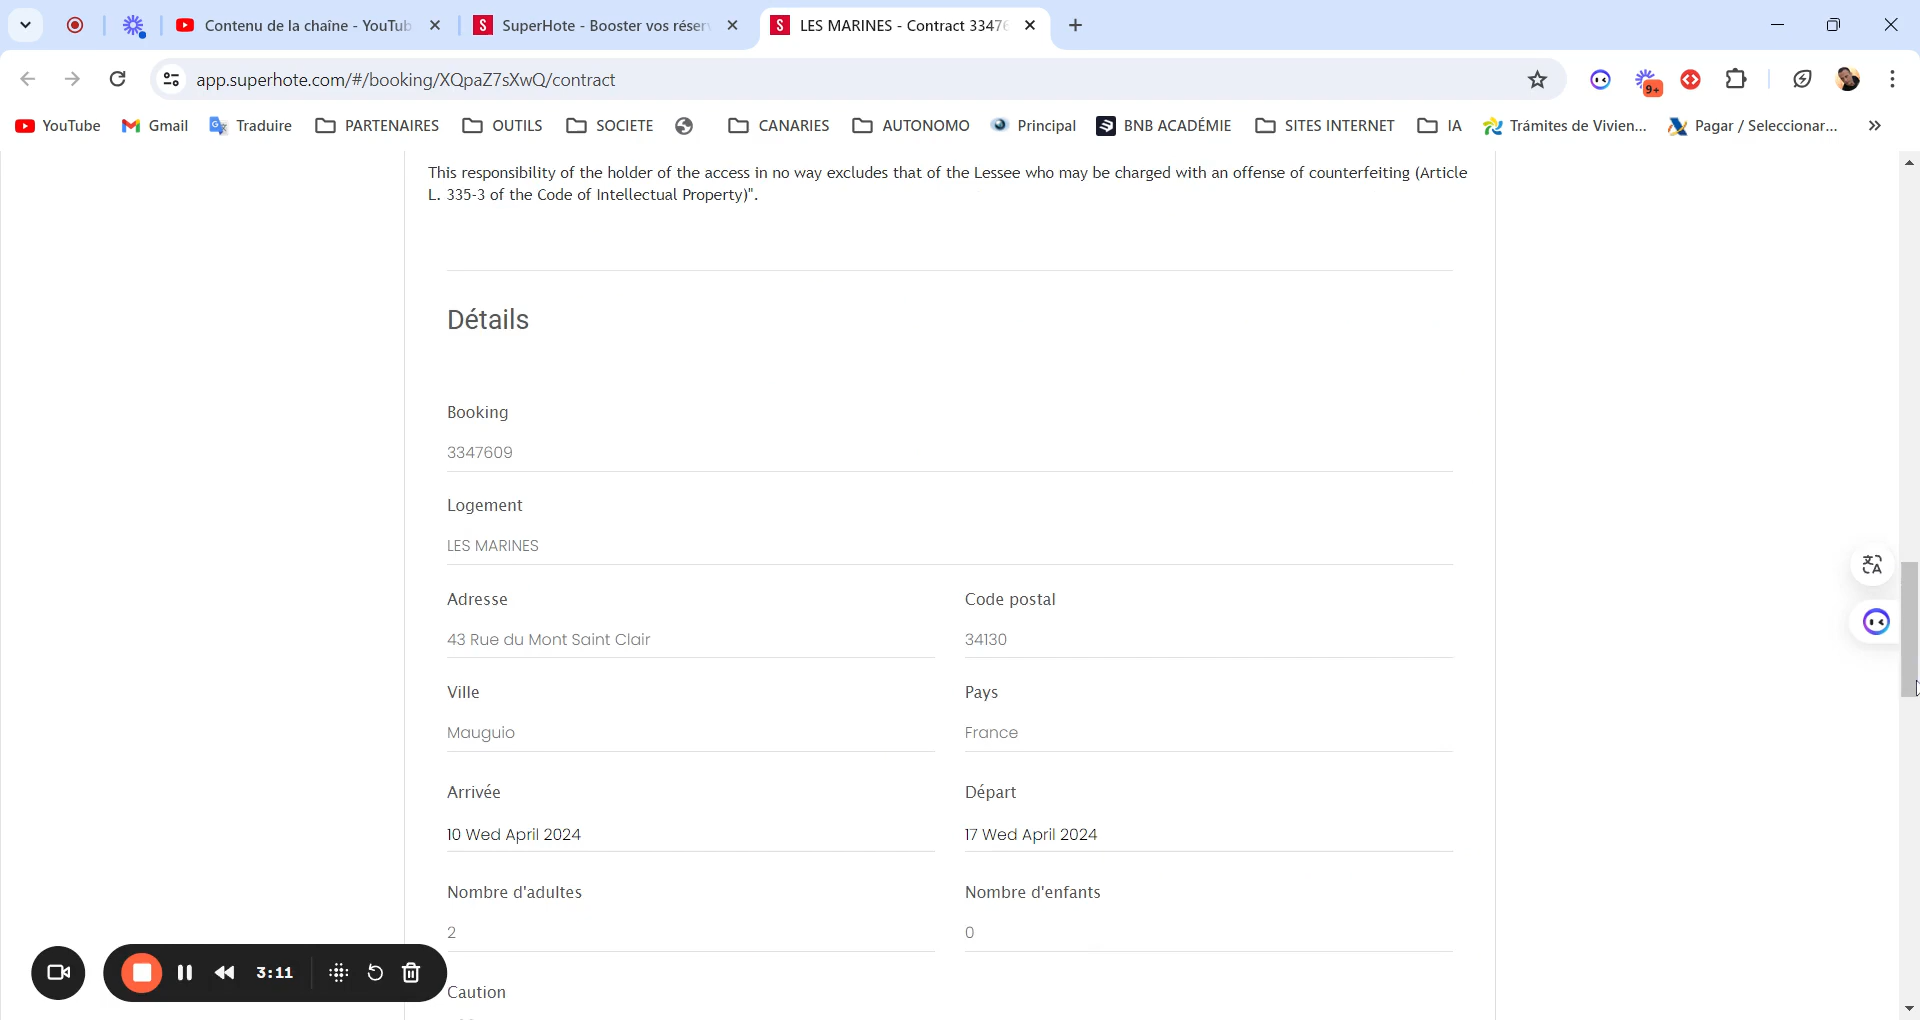 Contenu de la chaîne - YouTub
SuperHote - Booster vos réser
LES MARINES - Contract 33476
app.superhote.com/#/booking/XQpaZ7sXwQ/contract
9+
YouTube
Gmail
Traduire
PARTENAIRES
OUTILS
SOCIETE
CANARIES
AUTONOMO
Principal
BNB ACADÉMIE
SITES INTERNET
IA
Trámites de Vivien...
Pagar / Seleccionar...
This responsibility of the holder of the access in no way excludes that of the Lessee who may be charged with an offense of counterfeiting (Article
L. 335-3 of the Code of Intellectual Property)".
Détails
Booking
3347609
Logement
LES MARINES
Adresse
Code postal
43 Rue du Mont Saint Clair
34130
Ville
Pays
Mauguio
France
Arrivée
Départ
10 Wed April 2024
17 Wed April 2024
Nombre d'adultes
Nombre d'enfants
2
0
3:11
Caution